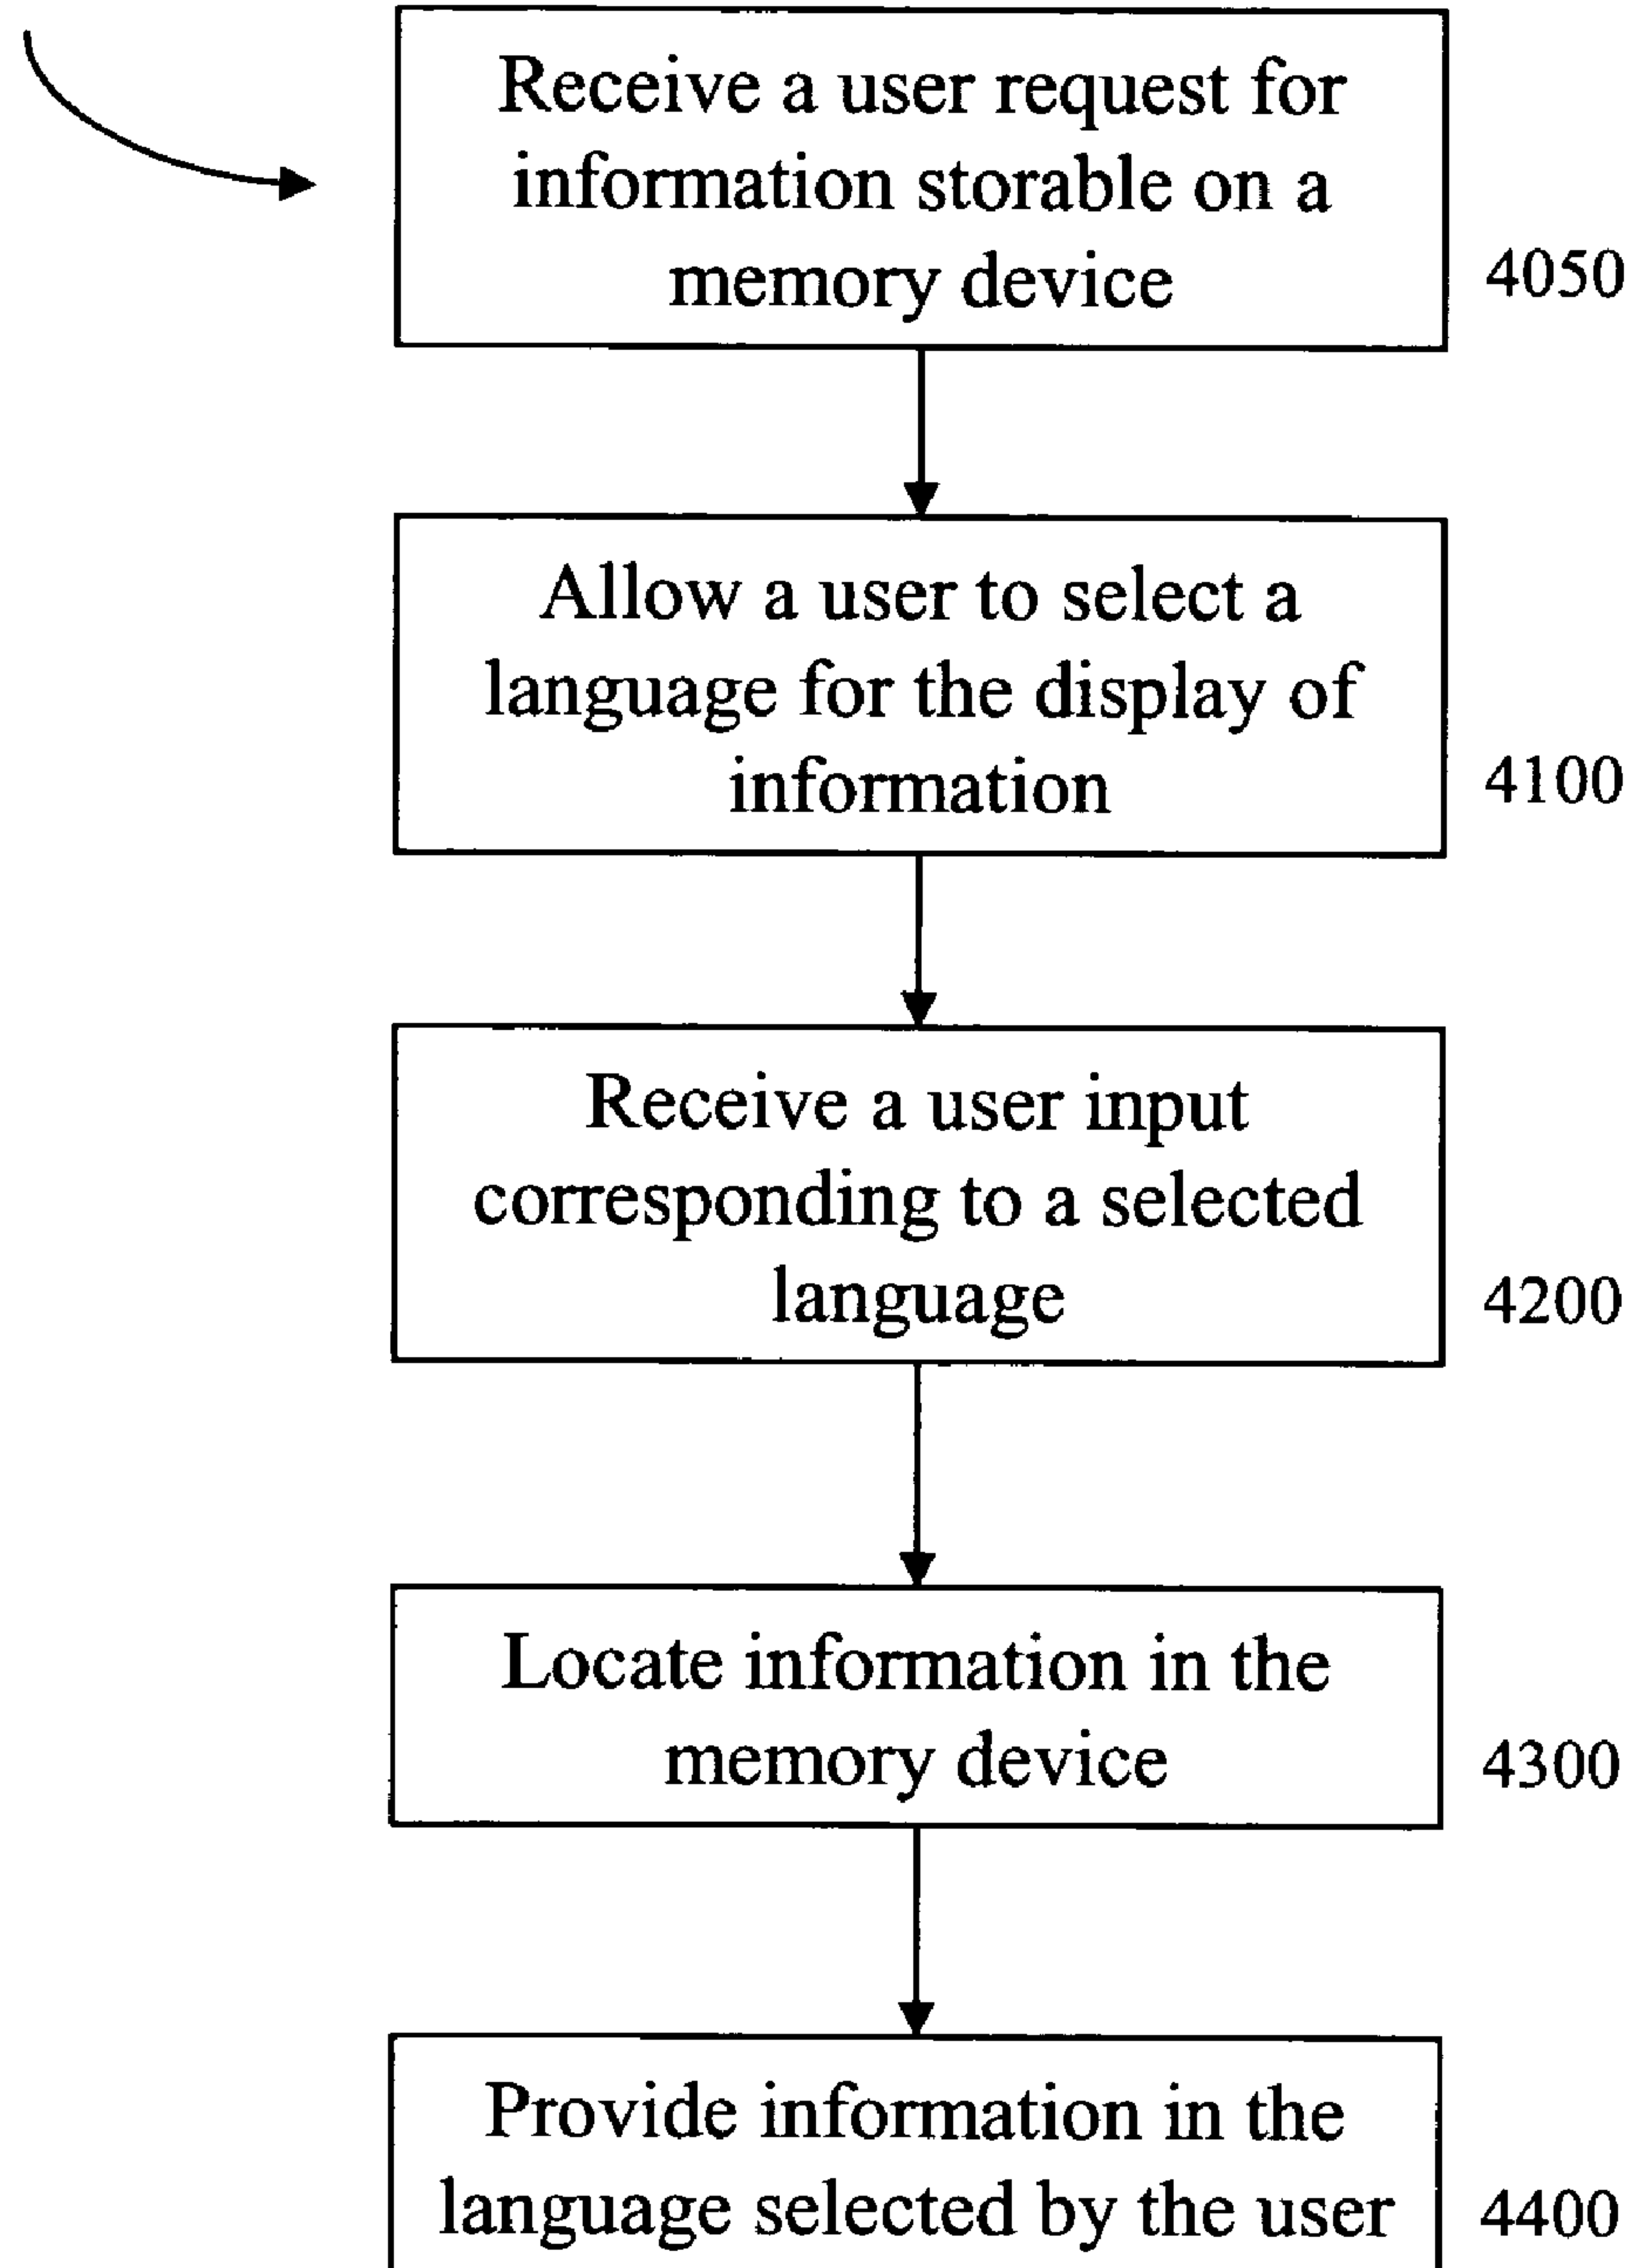 Receive a user request for
information storable on a
memory device
4050
Allow a user to select a
language for the display of
information
4100
Receive a user input
corresponding to a selected
language
4200
Locate information in the
memory device
4300
Provide information in the
language selected by the user
4400